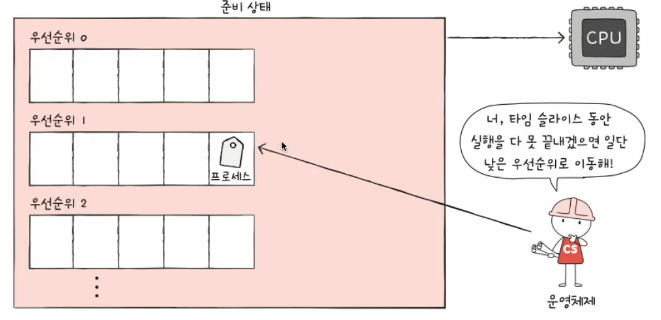 준비 상태
우선순위 0
CPU
우선순위 1
너, 타임 슬라이스 동안
실행을 다 못 끝내겠으면 일단
낮은 우선순위로 이동해!
프로세스
우선순위 2
CS
운영체제